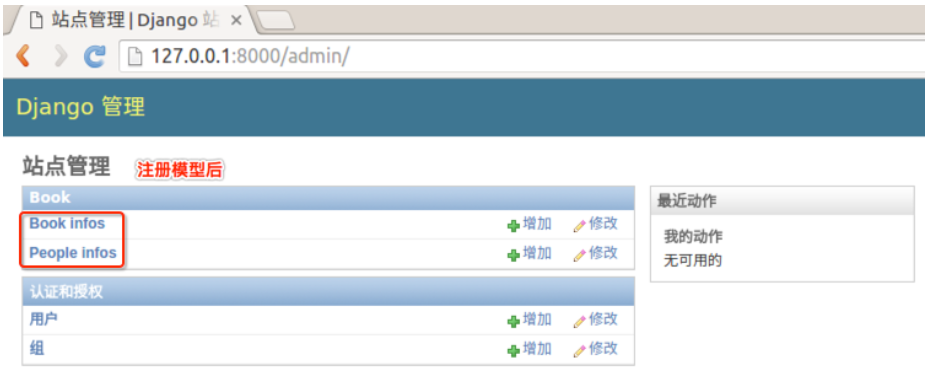 站点管理 | Django 站
127.0.0.1:8000/admin/
Django 管理
站点管理 注册模型后
Book
Book infos 增加 修改
People infos 增加 修改
认证和授权
用户 增加 修改
组 增加 修改
最近动作
我的动作
无可用的